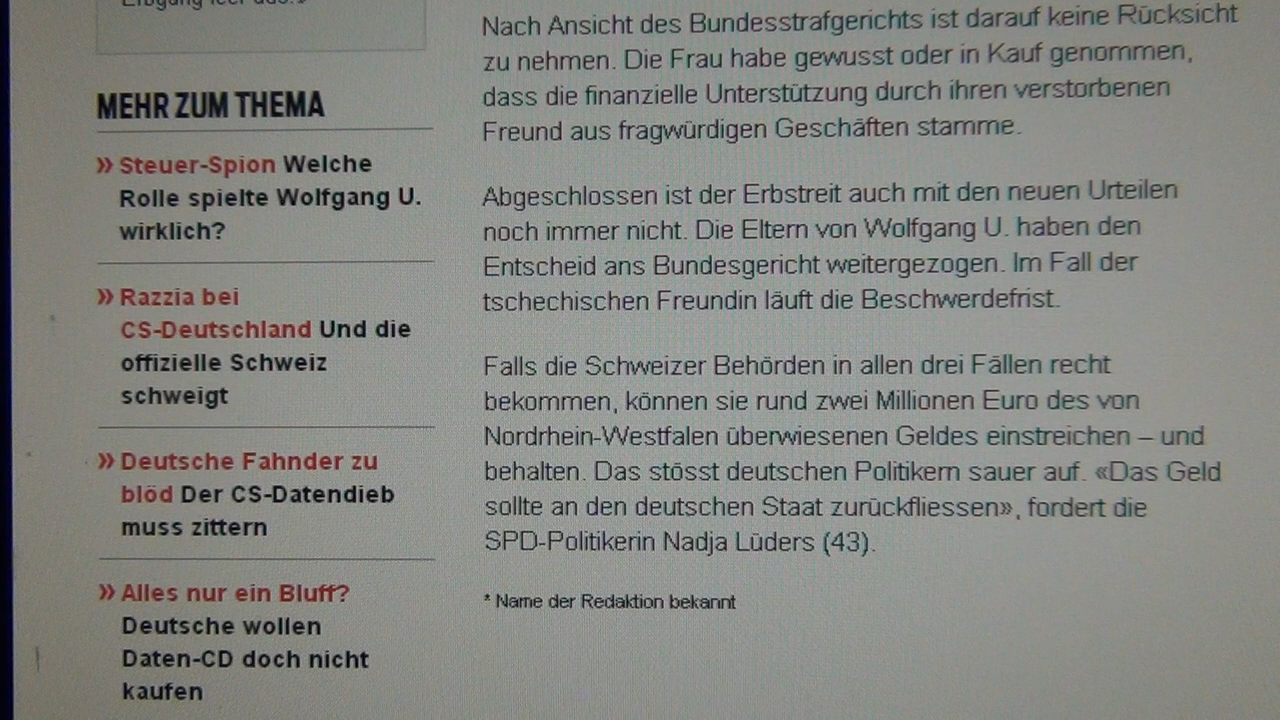 Erbgang leer aus.»
MEHR ZUM THEMA
» Steuer-Spion Welche
Rolle spielte Wolfgang U.
wirklich?
» Razzia bei
CS-Deutschland Und die
offizielle Schweiz
schweigt
» Deutsche Fahnder zu
blöd Der CS-Datendieb
muss zittern
» Alles nur ein Bluff?
Deutsche wollen
Daten-CD doch nicht
kaufen
Nach Ansicht des Bundesstrafgerichts ist darauf keine Rücksicht
zu nehmen. Die Frau habe gewusst oder in Kauf genommen,
dass die finanzielle Unterstützung durch ihren verstorbenen
Freund aus fragwürdigen Geschäften stamme.
Abgeschlossen ist der Erbstreit auch mit den neuen Urteilen
noch immer nicht. Die Eltern von Wolfgang U. haben den
Entscheid ans Bundesgericht weitergezogen. Im Fall der
tschechischen Freundin läuft die Beschwerdefrist.
Falls die Schweizer Behörden in allen drei Fällen recht
bekommen, können sie rund zwei Millionen Euro des von
Nordrhein-Westfalen überwiesenen Geldes einstreichen – und
behalten. Das stösst deutschen Politikern sauer auf. «Das Geld
sollte an den deutschen Staat zurückfliessen», fordert die
SPD-Politikerin Nadja Lüders (43).
* Name der Redaktion bekannt